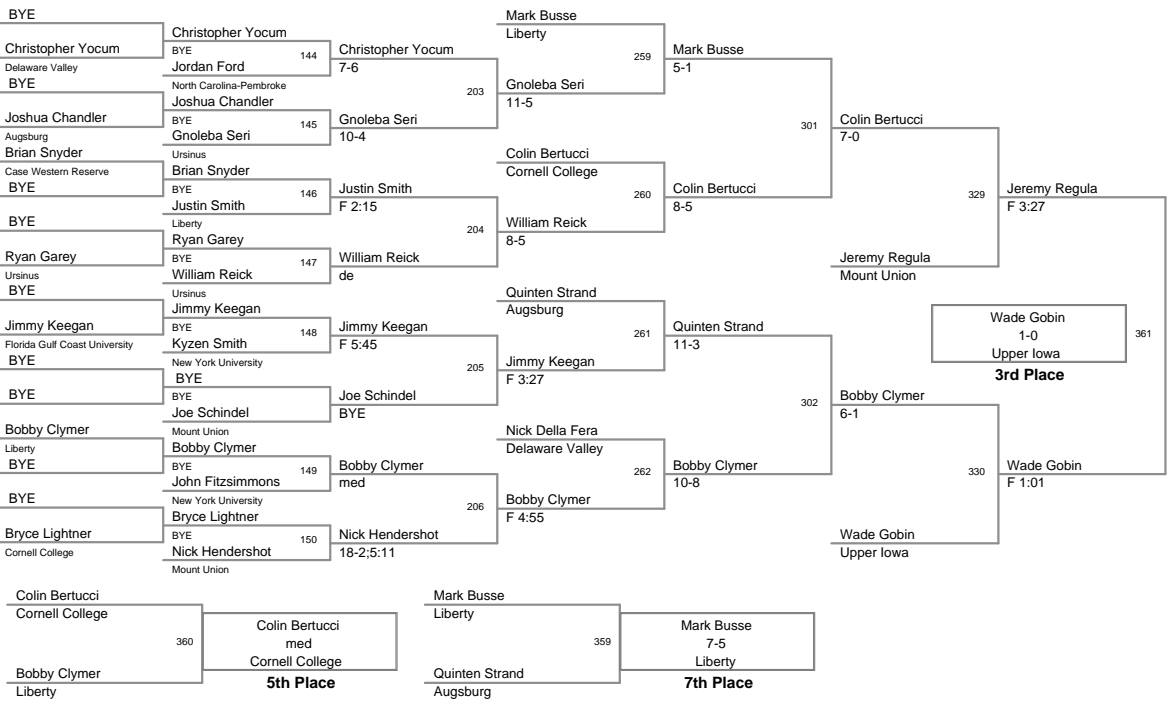 BYE
Christopher Yocum
Delaware Valley
BYE
Joshua Chandler
Augsburg
Brian Snyder
Case Western Reserve
BYE
BYE
Ryan Garey
Ursinus
BYE
Jimmy Keegan
Florida Gulf Coast University
BYE
BYE
Bobby Clymer
Liberty
BYE
BYE
Bryce Lightner
Cornell College
Christopher Yocum
BYE
144
Jordan Ford
North Carolina-Pembroke
Joshua Chandler
BYE
145
Gnoleba Seri
Ursinus
Brian Snyder
BYE
146
Justin Smith
Liberty
Ryan Garey
BYE
147
William Reick
Ursinus
Jimmy Keegan
BYE
148
Kyzen Smith
New York University
BYE
BYE
Joe Schindel
Mount Union
Bobby Clymer
BYE
149
John Fitzsimmons
New York University
Bryce Lightner
BYE
150
Nick Hendershot
Mount Union
Christopher Yocum
7-6
203
Gnoleba Seri
10-4
Justin Smith
F 2:15
204
William Reick
de
Jimmy Keegan
F 5:45
205
Joe Schindel
BYE
Bobby Clymer
med
206
Nick Hendershot
18-2;5:11
Mark Busse
Liberty
259
Gnoleba Seri
11-5
Colin Bertucci
Cornell College
260
William Reick
8-5
Quinten Strand
Augsburg
261
Jimmy Keegan
F 3:27
Nick Della Fera
Delaware Valley
262
Bobby Clymer
F 4:55
Mark Busse
5-1
301
Colin Bertucci
8-5
Quinten Strand
11-3
302
Bobby Clymer
10-8
Colin Bertucci
7-0
329
Jeremy Regula
Mount Union
Bobby Clymer
6-1
330
Wade Gobin
Upper Iowa
Jeremy Regula
F 3:27
Wade Gobin
1-0
Upper Iowa
361
3rd Place
Wade Gobin
F 1:01
Colin Bertucci
Cornell College
360
Bobby Clymer
Liberty
Colin Bertucci
med
Cornell College
5th Place
Mark Busse
Liberty
359
Quinten Strand
Augsburg
Mark Busse
7-5
Liberty
7th Place